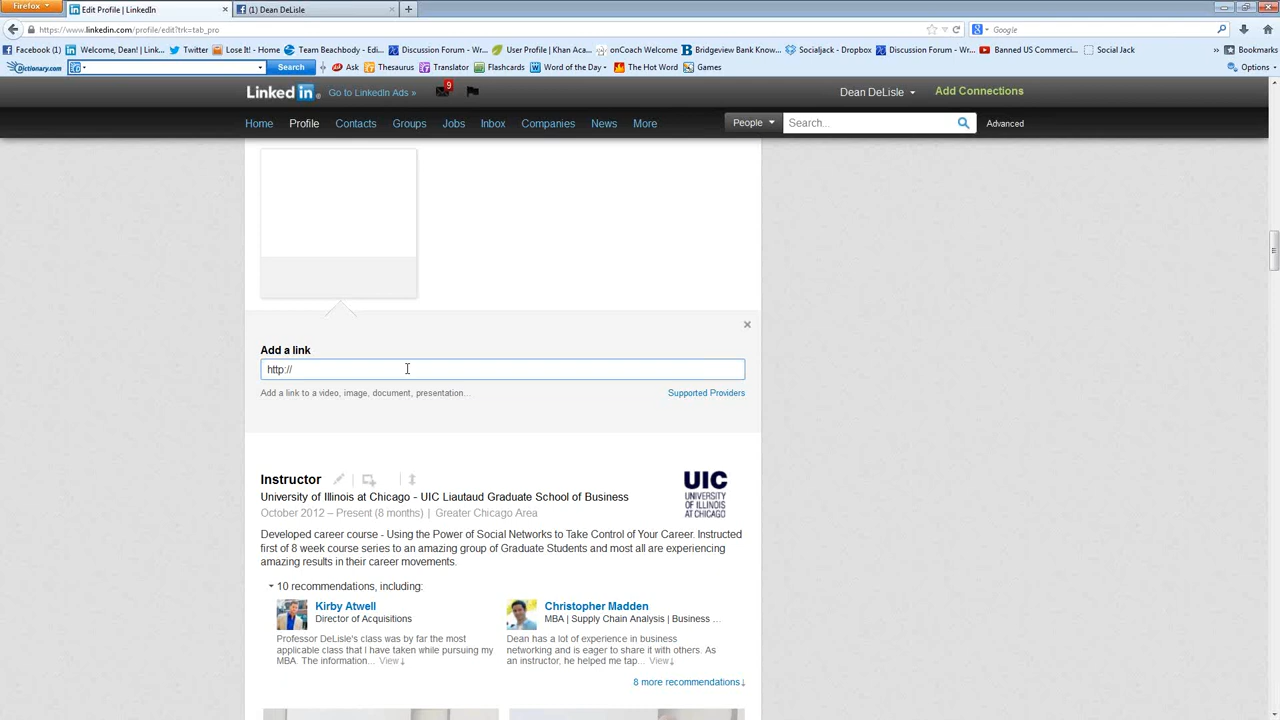 Firefox
Edit Profile | LinkedIn
(1) Dean DeLisle
https://www.linkedin.com/profile/edit?trk=tab_pro
Google
Facebook (1)
Welcome, Dean! | Link...
Twitter
Lose It! - Home
Team Beachbody - Edi...
Discussion Forum - Wr...
User Profile | Khan Aca...
onCoach Welcome
Bridgeview Bank Know...
Socialjack - Dropbox
Discussion Forum - Wr...
Banned US Commerci...
Social Jack
Bookmarks
Dictionary.com
Search
Ask
Thesaurus
Translator
Flashcards
Word of the Day
The Hot Word
Games
Options
Linked in
Go to LinkedIn Ads »
9
Dean DeLisle
Add Connections
Home
Profile
Contacts
Groups
Jobs
Inbox
Companies
News
More
People
Search...
Advanced
Add a link
http://
Add a link to a video, image, document, presentation...
Supported Providers
Instructor
University of Illinois at Chicago - UIC Liautaud Graduate School of Business
October 2012 – Present (8 months) | Greater Chicago Area
UIC
UNIVERSITY
OF ILLINOIS
AT CHICAGO
Developed career course - Using the Power of Social Networks to Take Control of Your Career. Instructed
first of 8 week course series to an amazing group of Graduate Students and most all are experiencing
amazing results in their career movements.
10 recommendations, including:
Kirby Atwell
Director of Acquisitions
Professor DeLisle's class was by far the most
applicable class that I have taken while pursuing my
MBA. The information... View↓
Christopher Madden
MBA | Supply Chain Analysis | Business ...
Dean has a lot of experience in business
networking and is eager to share it with others. As
an instructor, he helped me tap... View↓
8 more recommendations↓